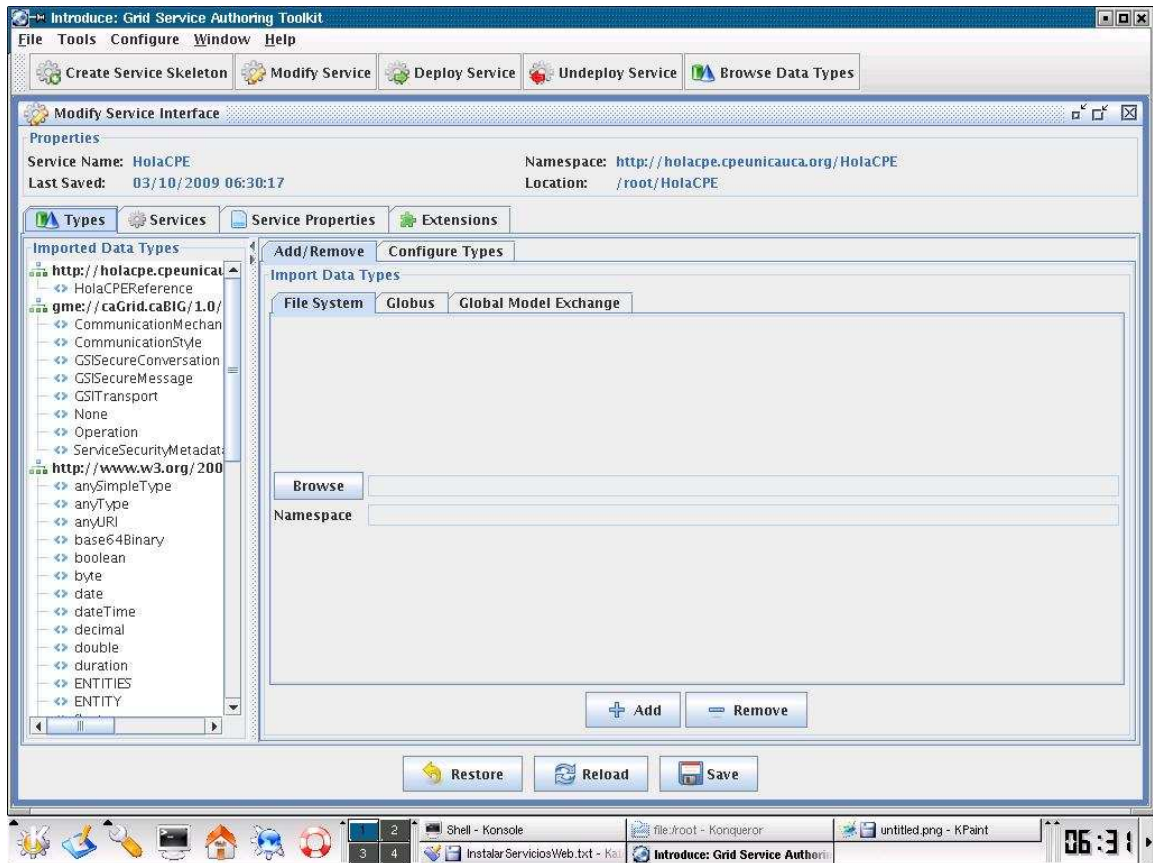 Introduce: Grid Service Authoring Toolkit
File Tools Configure Window Help
Create Service Skeleton Modify Service Deploy Service Undeploy Service Browse Data Types
Modify Service Interface
Properties
Service Name: HolaCPE Namespace: http://holacpe.cpeunicauca.org/HolaCPE
Last Saved: 03/10/2009 06:30:17 Location: /root/HolaCPE
Types Services Service Properties Extensions
Imported Data Types
http://holacpe.cpeunicau
HolaCPEReference
gme://caGrid.caBIG/1.0/
CommunicationMechan
CommunicationStyle
GSISecureConversation
GSISecureMessage
GSITransport
None
Operation
ServiceSecurityMetadat
http://www.w3.org/200
anySimpleType
anyType
anyURI
base64Binary
boolean
byte
date
dateTime
decimal
double
duration
ENTITIES
ENTITY
Add/Remove Configure Types
Import Data Types
File System Globus Global Model Exchange
Browse
Namespace
Add Remove
Restore Reload Save
1 2 Shell - Konsole file:/root - Konqueror untitled.png - KPaint
3 4 InstalarServiciosWeb.txt - Ka Introduce: Grid Service Authori
06:31